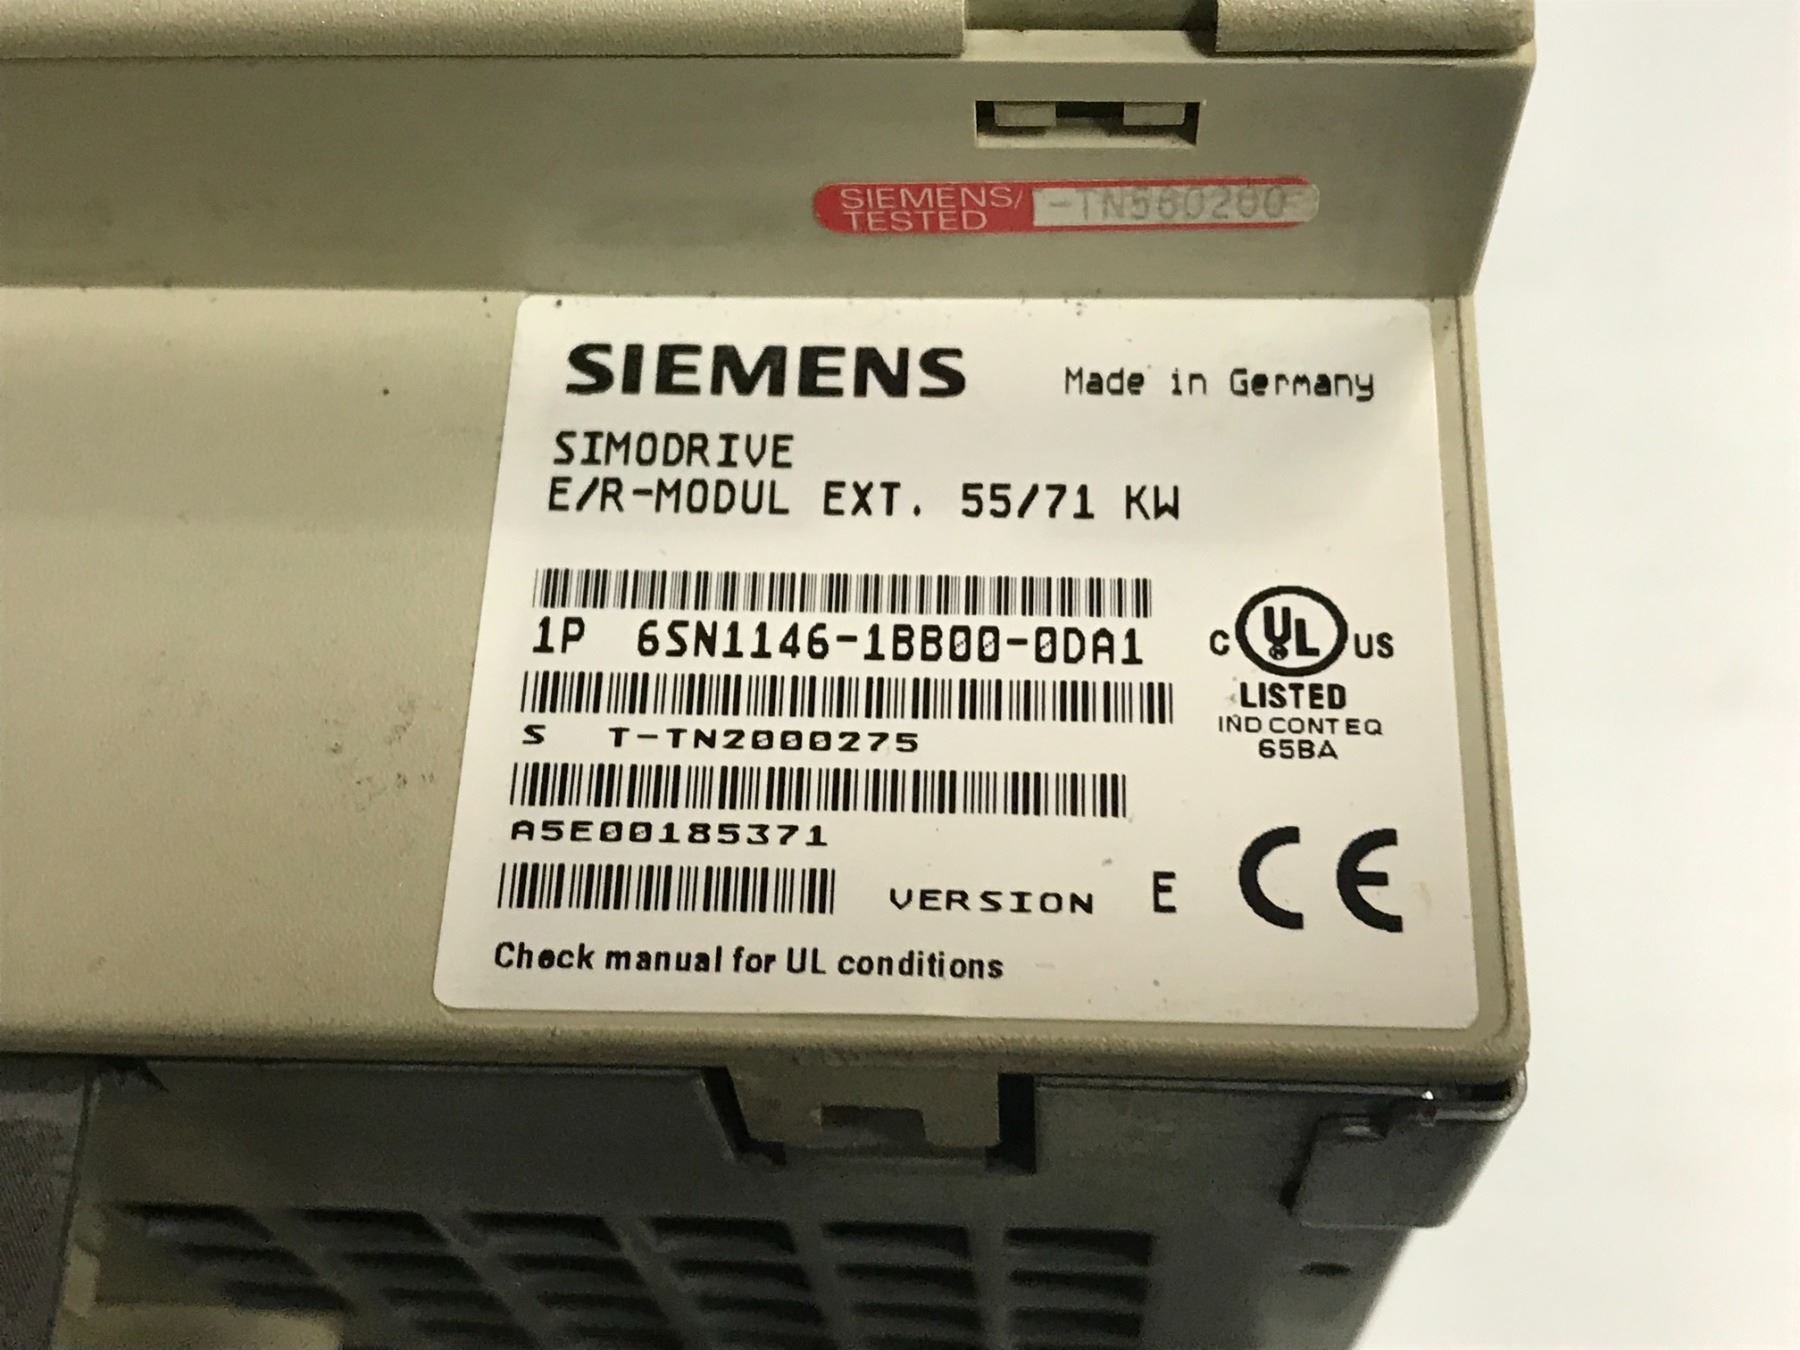 SIEMENS/
TESTED
-TN560200
SIEMENS Made in Germany
SIMODRIVE
E/R-MODUL EXT. 55/71 KW
1P 6SN1146-1BB00-0DA1
C UL US
LISTED
IND.CONT.EQ
65BA
S T-TN2000275
A5E00185371
VERSION E CE
Check manual for UL conditions